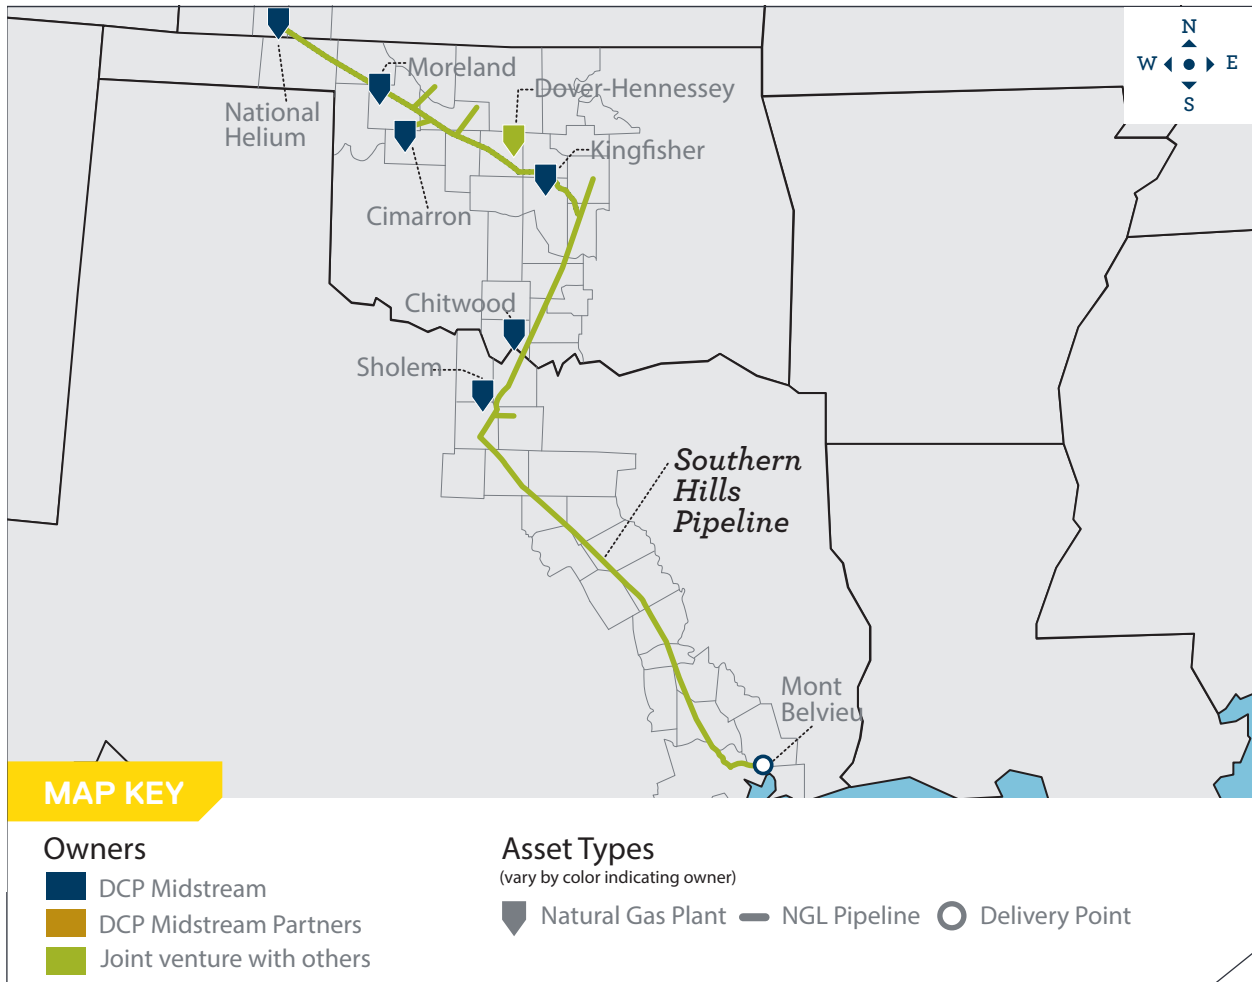 N
W E
S
Moreland
Dover-Hennessey
National
Helium
Kingfisher
Cimarron
Chitwood
Sholem
Southern
Hills
Pipeline
Mont
Belvieu
MAP KEY
Owners
DCP Midstream
DCP Midstream Partners
Joint venture with others
Asset Types
(vary by color indicating owner)
Natural Gas Plant
NGL Pipeline
Delivery Point